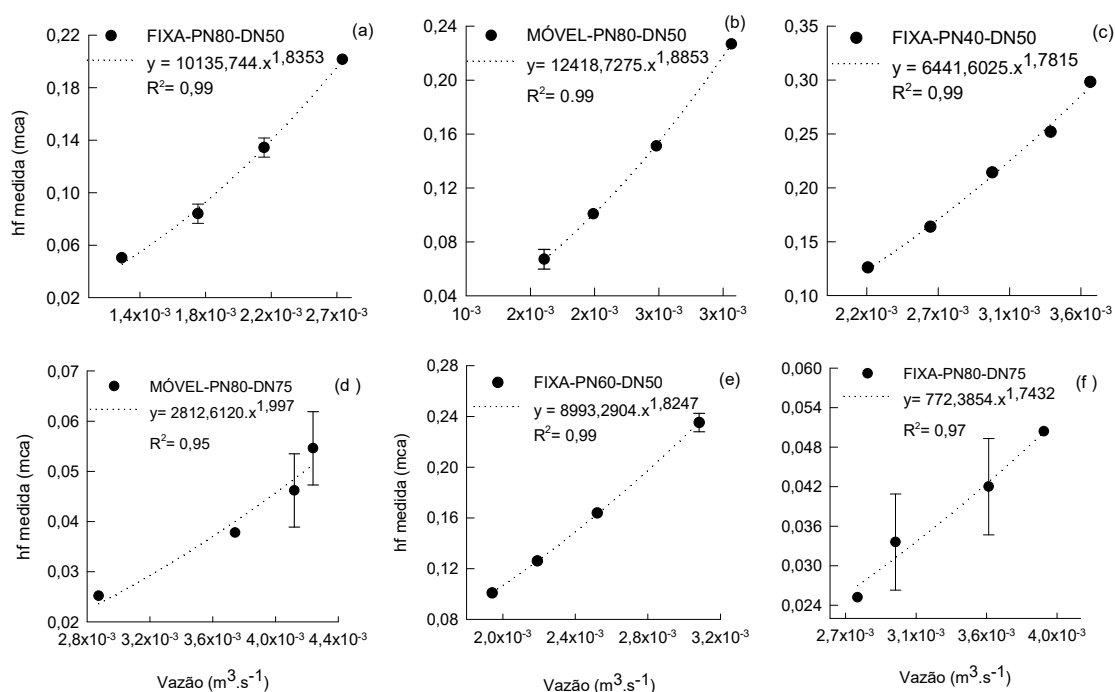 (a)
FIXA-PN80-DN50
y = 10135,744.x^1,8353
R²= 0,99
0,22
0,18
0,14
0,10
0,06
0,02
hf medida (mca)
1,4x10⁻³ 1,8x10⁻³ 2,2x10⁻³ 2,7x10⁻³
(b)
MÓVEL-PN80-DN50
y = 12418,7275.x^1,8853
R²= 0.99
0,24
0,20
0,16
0,12
0,08
0,04
10⁻³ 2x10⁻³ 2x10⁻³ 3x10⁻³ 3x10⁻³
(c)
FIXA-PN40-DN50
y = 6441,6025.x^1,7815
R²= 0,99
0,35
0,30
0,25
0,20
0,15
0,10
2,2x10⁻³ 2,7x10⁻³ 3,1x10⁻³ 3,6x10⁻³
(d )
MÓVEL-PN80-DN75
y= 2812,6120.x^1,997
R²= 0,95
0,07
0,06
0,05
0,04
0,03
0,02
hf medida (mca)
2,8x10⁻³ 3,2x10⁻³ 3,6x10⁻³ 4,0x10⁻³ 4,4x10⁻³
Vazão (m³.s⁻¹)
(e)
FIXA-PN60-DN50
y = 8993,2904.x^1,8247
R²= 0,99
0,28
0,24
0,20
0,16
0,12
0,08
hf medida (mca)
2,0x10⁻³ 2,4x10⁻³ 2,8x10⁻³ 3,2x10⁻³
Vazão (m³.s⁻¹)
(f)
FIXA-PN80-DN75
y= 772,3854.x^1,7432
R²= 0,97
0,060
0,054
0,048
0,042
0,036
0,030
0,024
2,7x10⁻³ 3,1x10⁻³ 3,6x10⁻³ 4,0x10⁻³
Vazão (m³.s⁻¹)